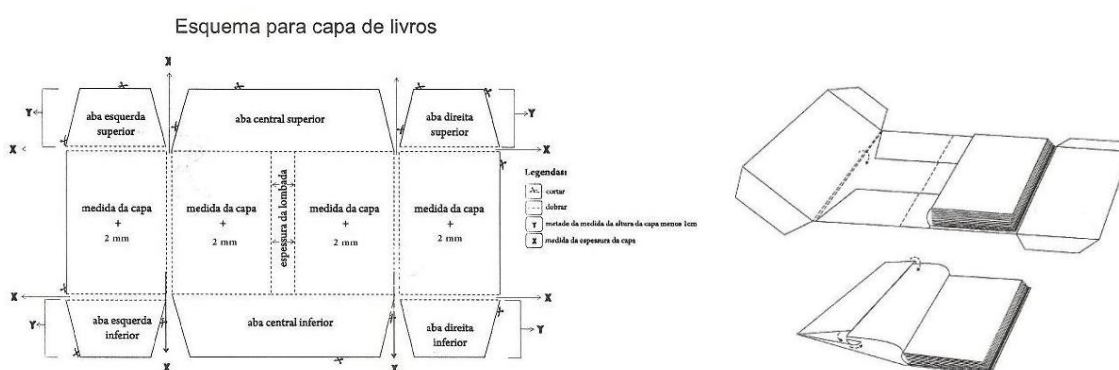 Esquema para capa de livros
X
Y
aba esquerda
superior
aba central superior
aba direita
superior
Y
X
X
medida da capa
+
2 mm
medida da capa
+
2 mm
espessura da lombada
medida da capa
+
2 mm
medida da capa
+
2 mm
Legendas:
cortar
dobrar
Y metade da medida da altura da capa menos 1cm
X medida da espessura da capa
X
X
Y
aba esquerda
inferior
aba central inferior
aba direita
inferior
Y
X